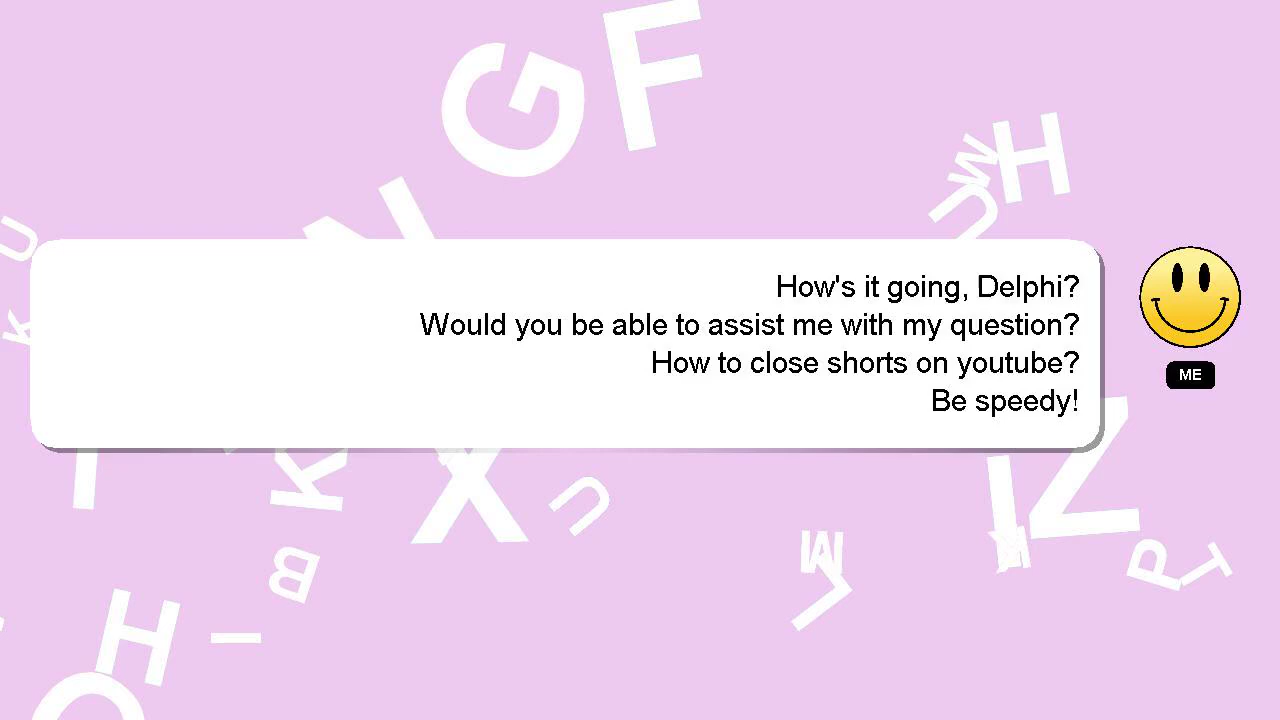 How's it going, Delphi?
Would you be able to assist me with my question?
How to close shorts on youtube?
Be speedy!
ME